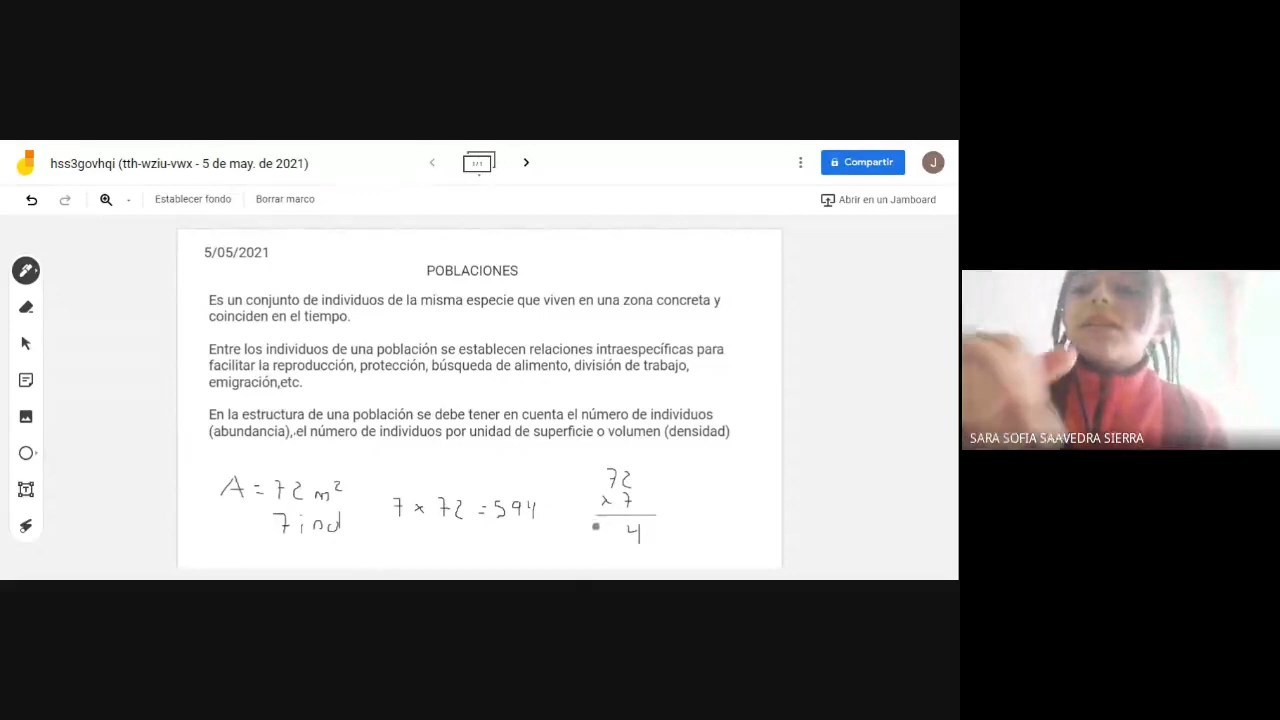 hss3govhqi (tth-wziu-vwx - 5 de may. de 2021)
1/1
Compartir
J
Establecer fondo
Borrar marco
Abrir en un Jamboard
5/05/2021
POBLACIONES
Es un conjunto de individuos de la misma especie que viven en una zona concreta y
coinciden en el tiempo.
Entre los individuos de una población se establecen relaciones intraespecíficas para
facilitar la reproducción, protección, búsqueda de alimento, división de trabajo,
emigración,etc.
En la estructura de una población se debe tener en cuenta el número de individuos
(abundancia), el número de individuos por unidad de superficie o volumen (densidad)
A = 72 m²
7 ind
7 x 72 = 594
72
x 7
4
SARA SOFIA SAAVEDRA SIERRA